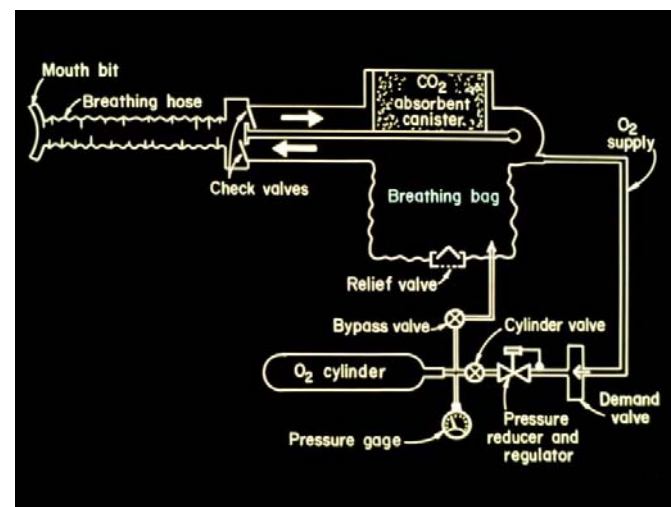 Mouth bit
Breathing hose
CO2
absorbent
canister
O2
supply
Check valves
Breathing bag
Relief valve
Bypass valve
Cylinder valve
O2 cylinder
Demand
valve
Pressure gage
Pressure
reducer and
regulator